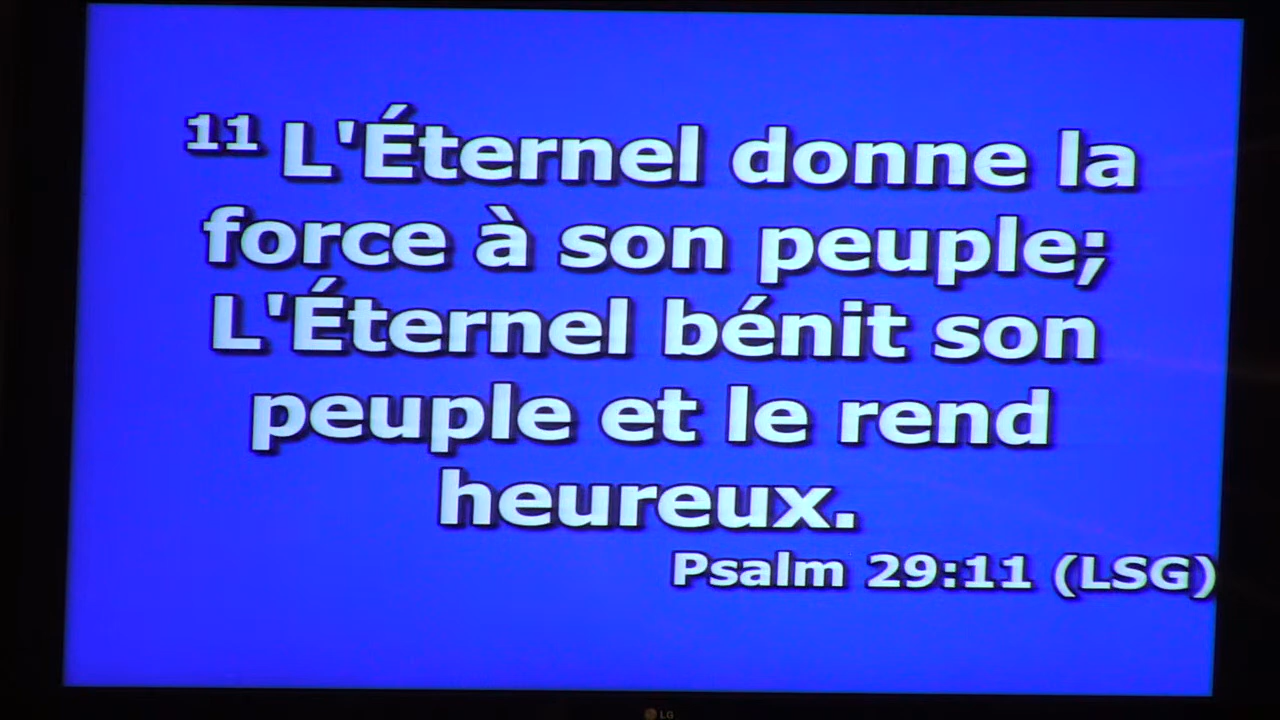 11 L'Éternel donne la
force à son peuple;
L'Éternel bénit son
peuple et le rend
heureux.
Psalm 29:11 (LSG)
LG